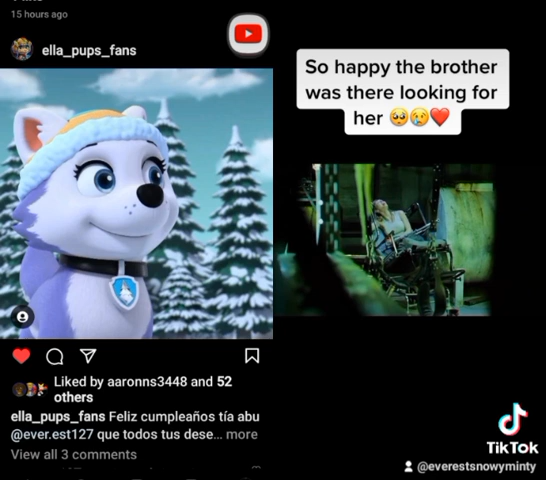 15 hours ago
ella_pups_fans
So happy the brother
was there looking for
her 🥺😢❤️
Liked by aaronns3448 and 52
others
ella_pups_fans Feliz cumpleaños tía abu
@ever.est127 que todos tus dese... more
View all 3 comments
TikTok
@everestsnowyminty